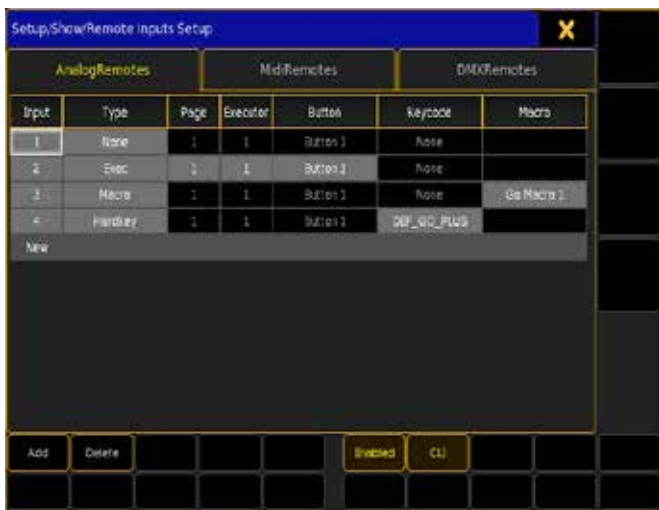 Setup/Show/Remote Inputs Setup X
AnalogRemotes MidiRemotes DMXRemotes
Input Type Page Executor Button Keycode Macro
1 None 1 1 Button 1 None
2 Exec 1 1 Button 1 None
3 Macro 1 1 Button 1 None Go Macro 1
4 Hardkey 1 1 Button 1 DEF_GO_PLUS
New
Add Delete Enabled